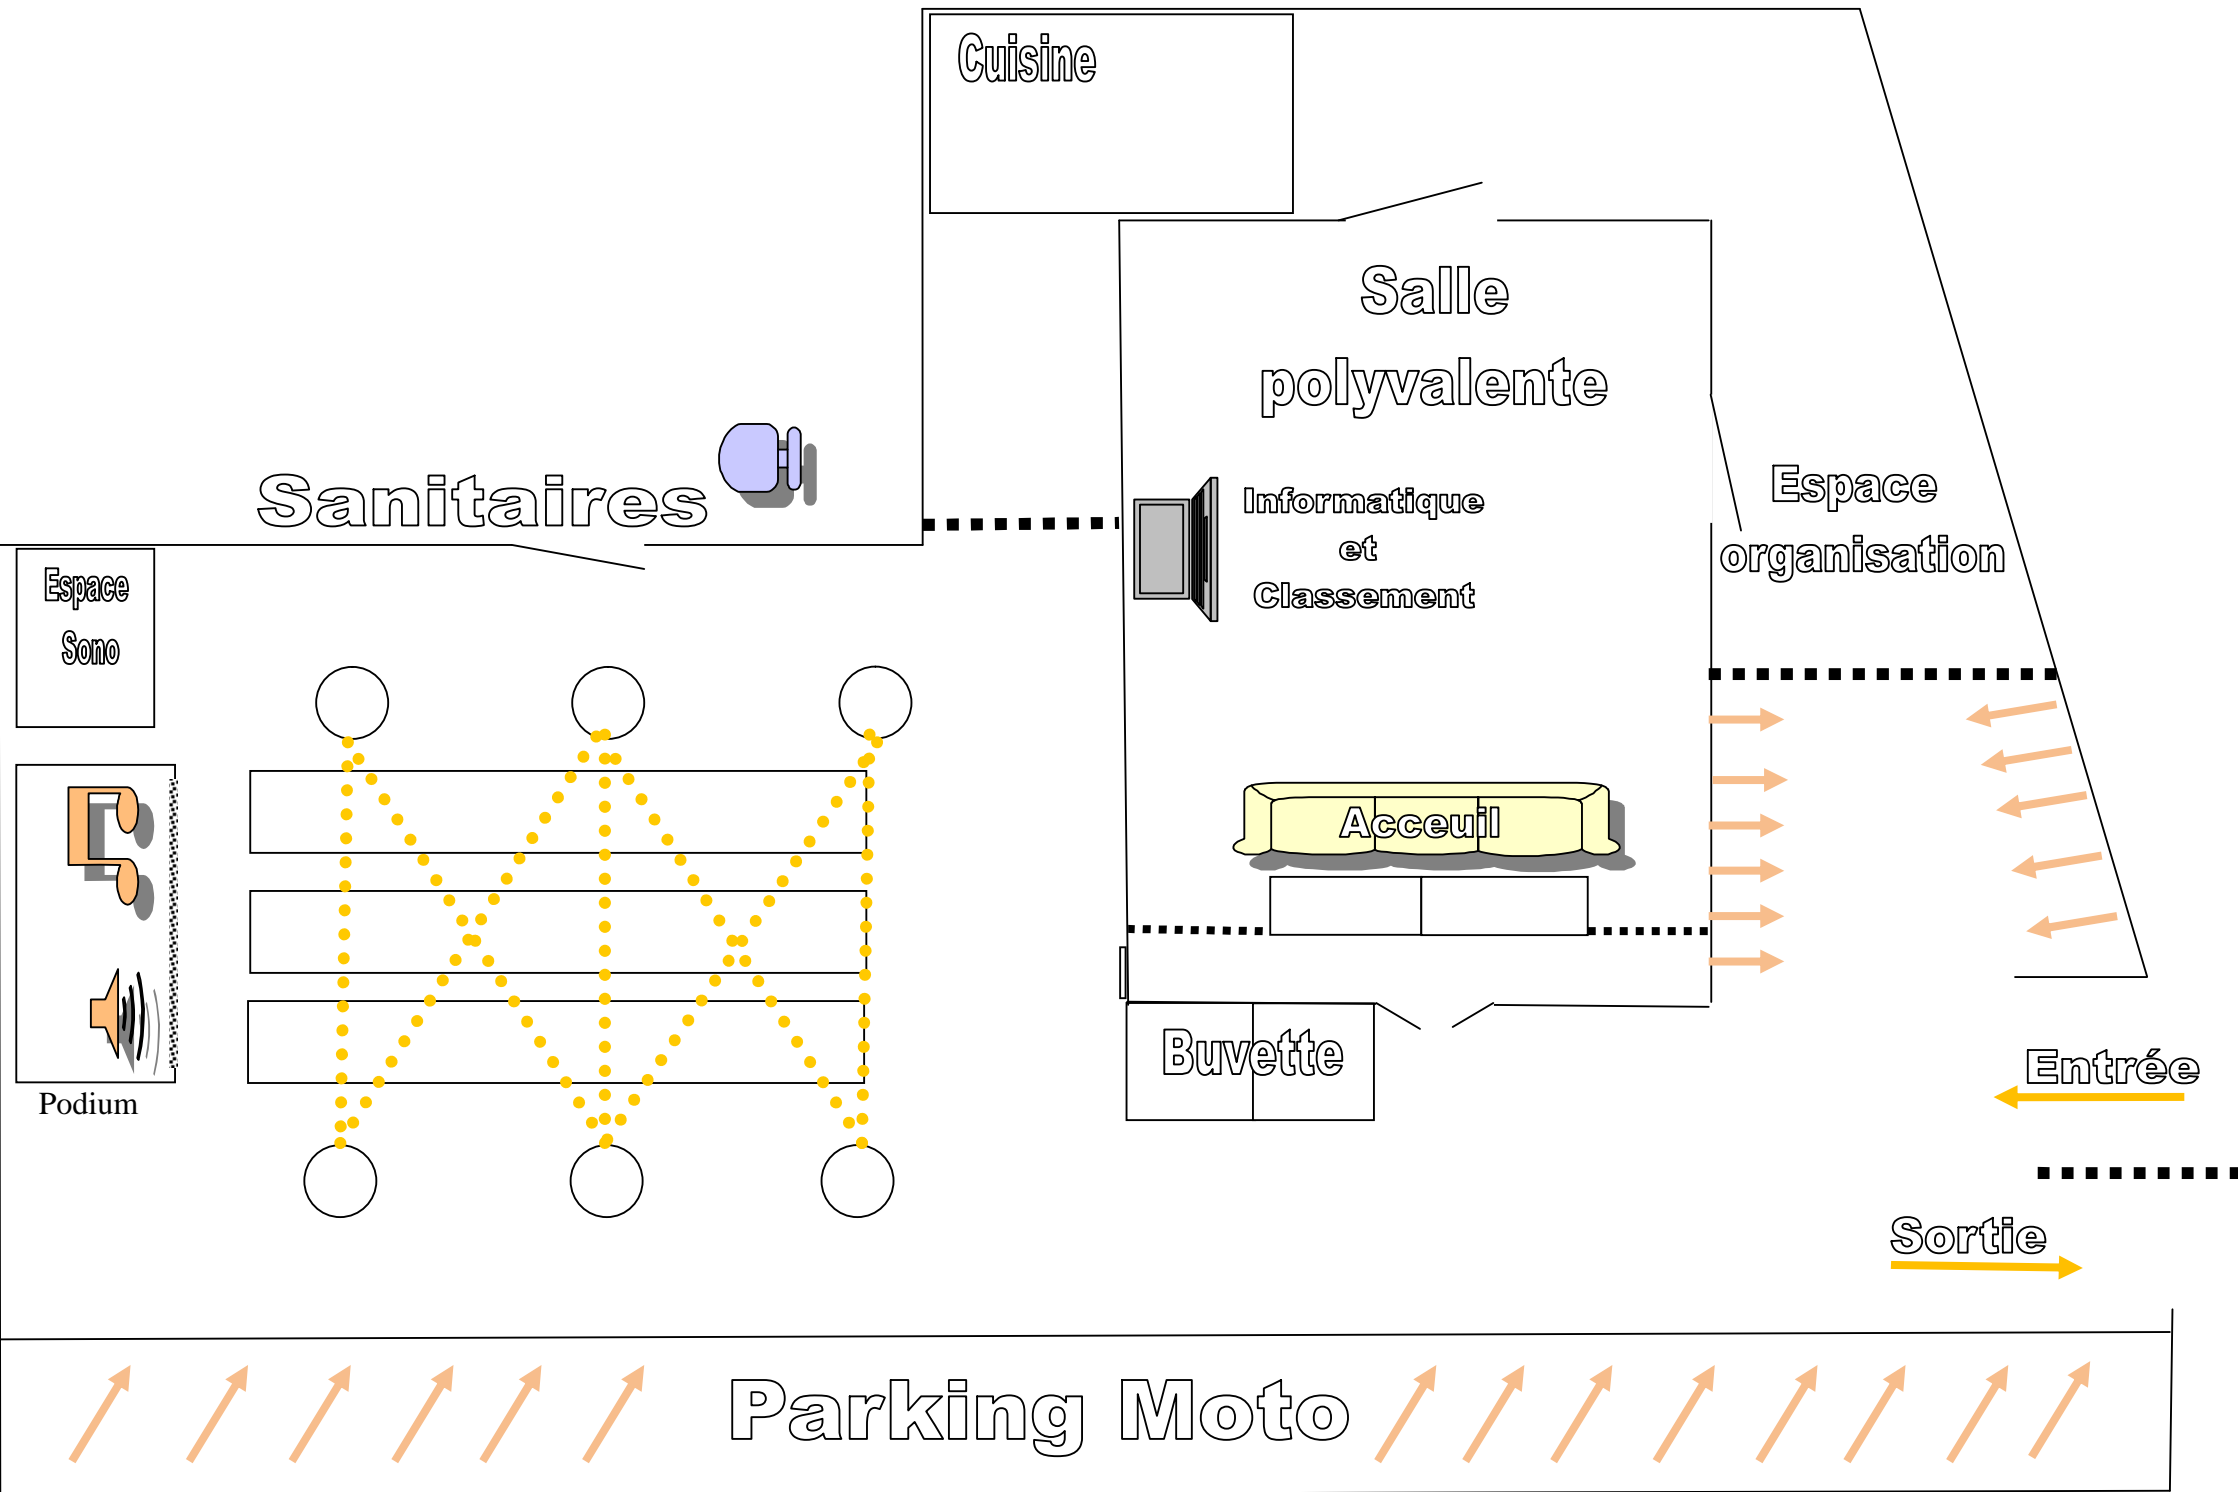 Cuisine
Salle
polyvalente
Sanitaires
Informatique
et
Classement
Espace
organisation
Espace
Sono
Acceuil
Buvette
Entrée
Podium
Sortie
Parking Moto